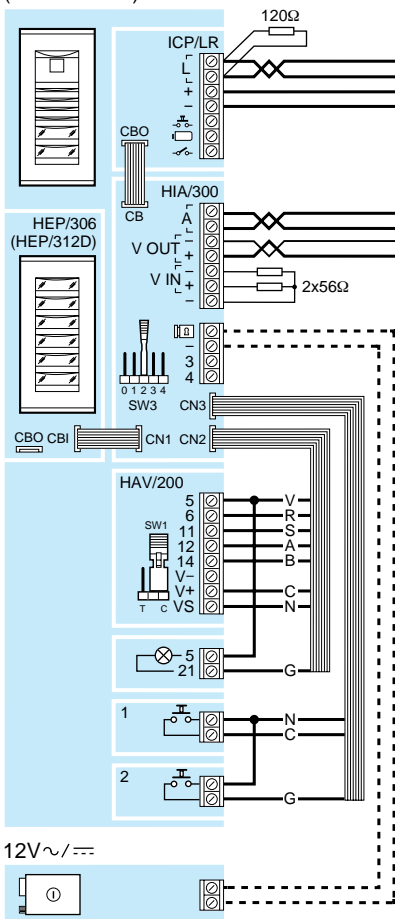 120Ω
ICP/LR
L
+
−
CBO
CB
HIA/300
A
−
V OUT
+
−
V IN
+
−
2x56Ω
HEP/306
(HEP/312D)
−
3
4
0 1 2 3 4
SW3
CN3
CBO CBI
CN1 CN2
HAV/200
5 V
6 R
SW1
11 S
12 A
14 B
V−
V+ C
T C
VS N
5
21 G
1
N
C
2
G
12V~/⎓